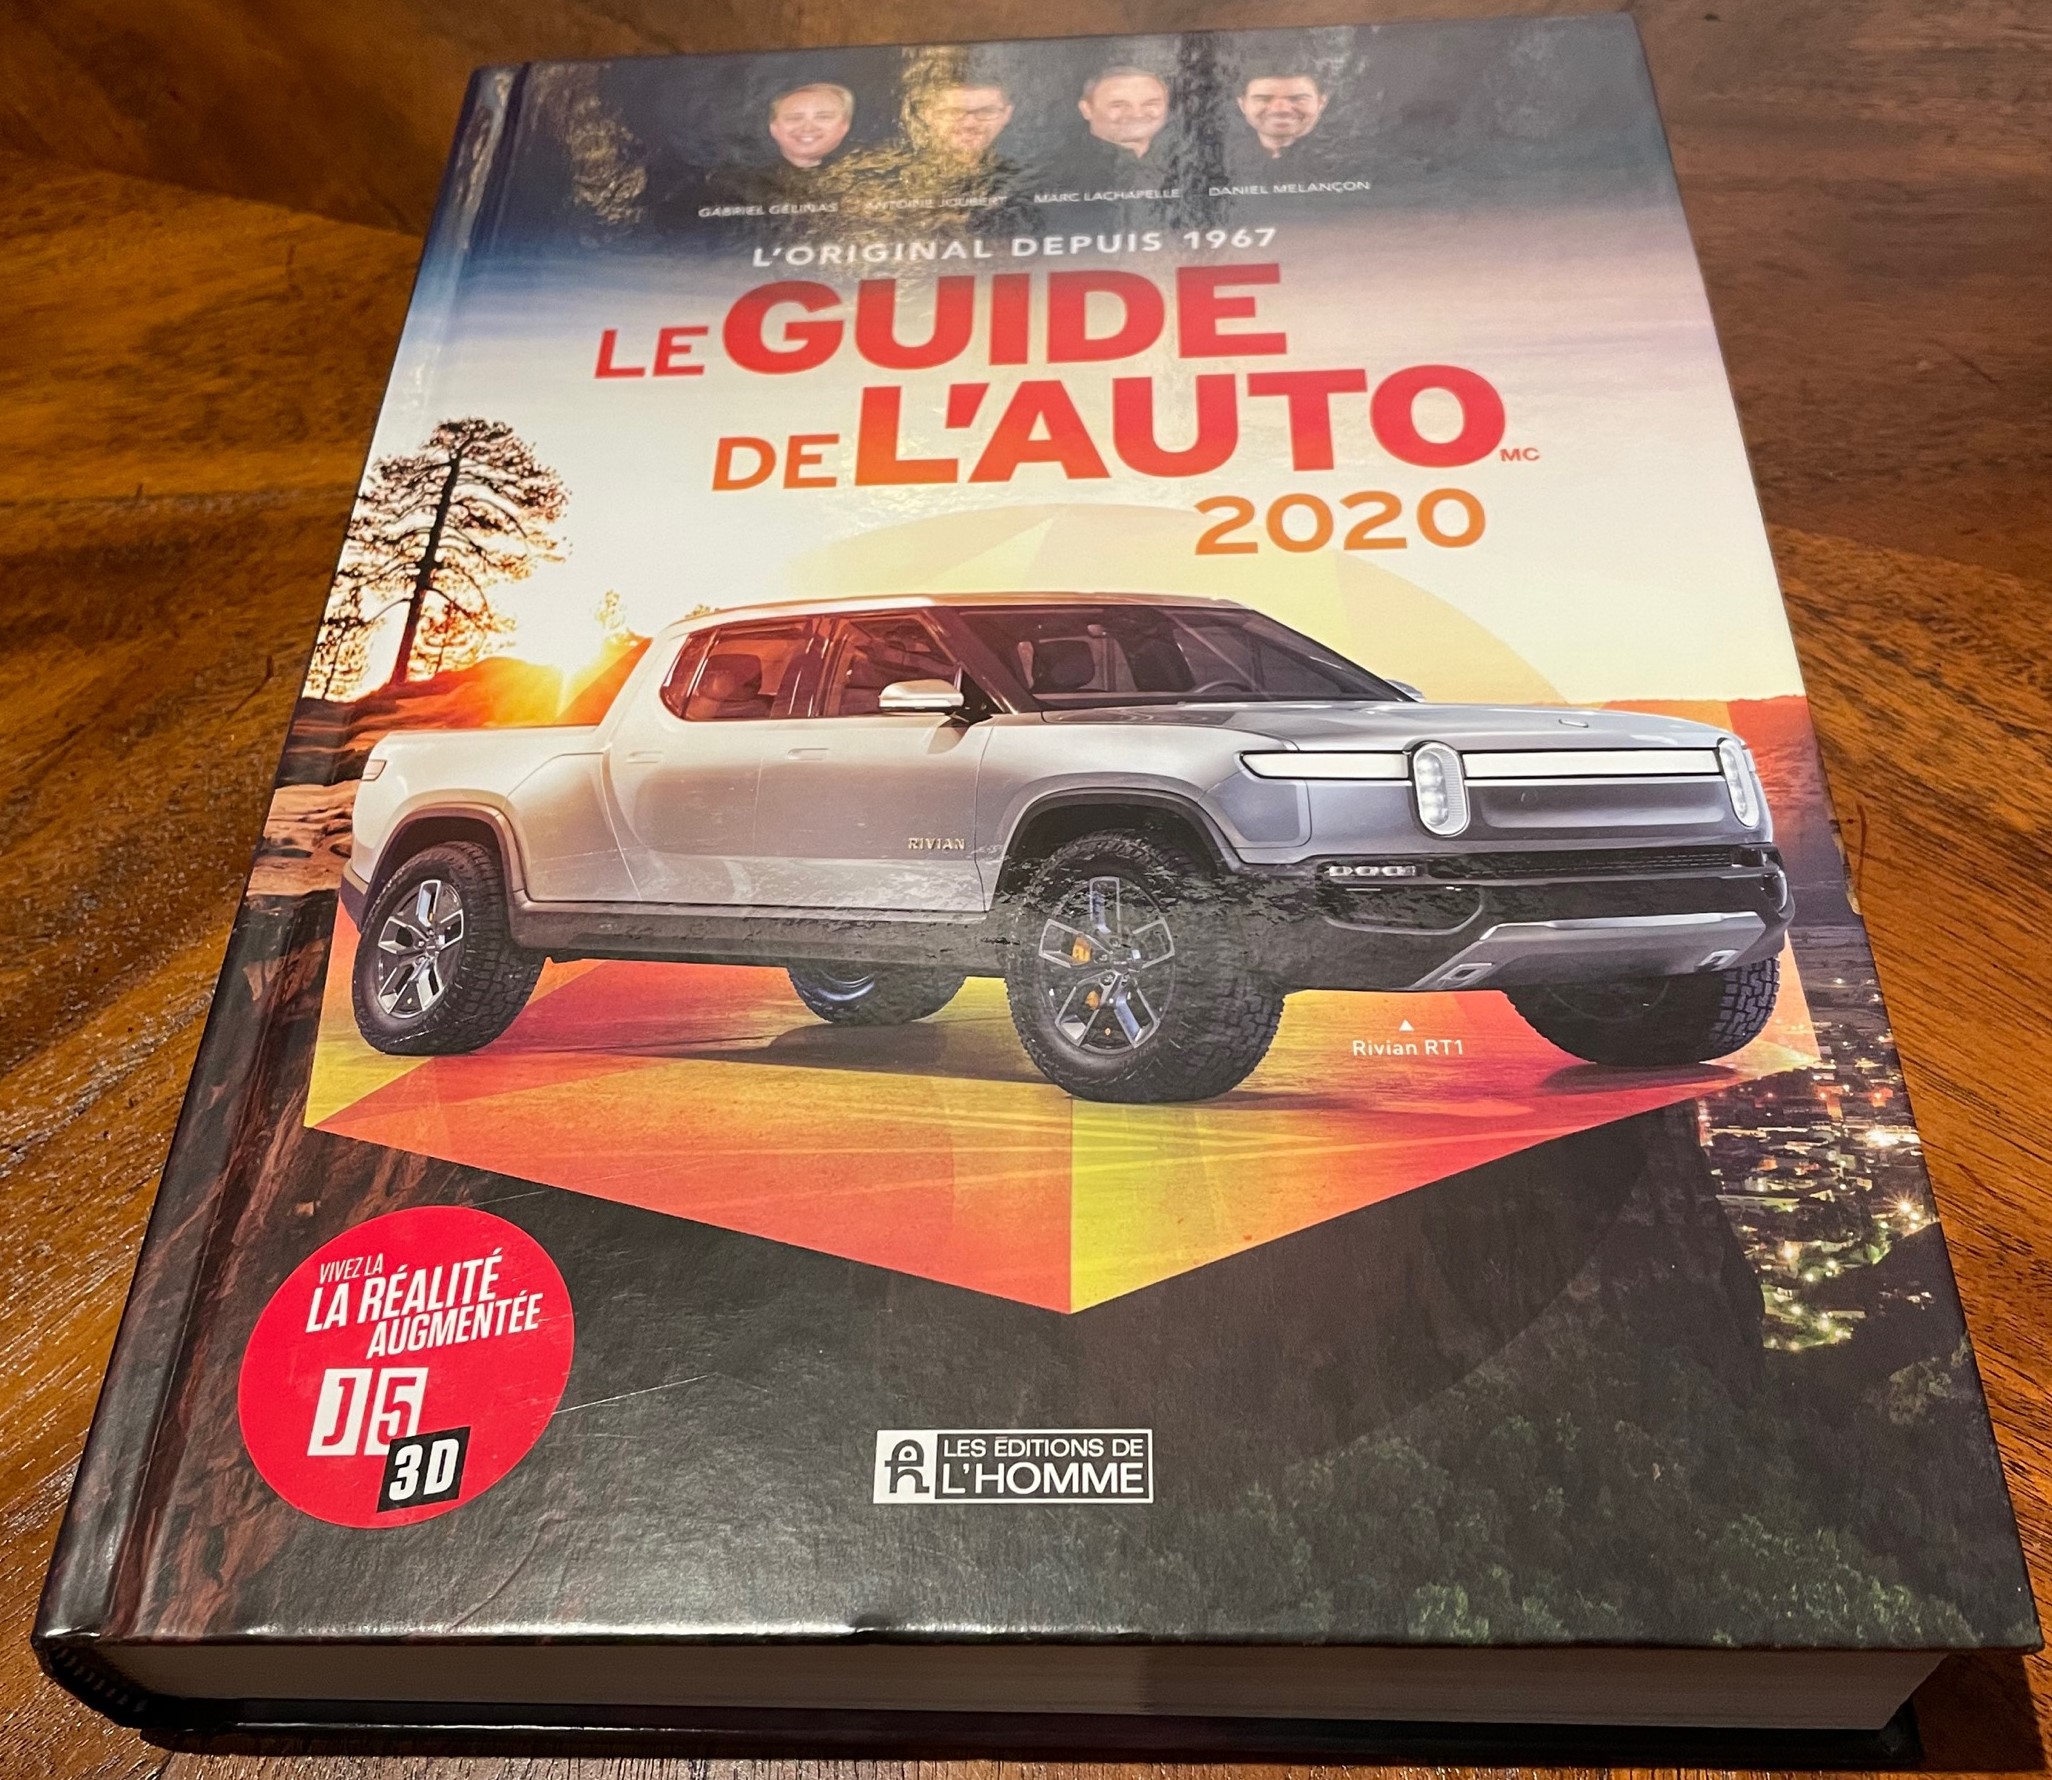 GABRIEL GÉLINAS ANTOINE JOUBERT MARC LACHAPELLE DANIEL MELANÇON
L'ORIGINAL DEPUIS 1967
LE GUIDE
DE L'AUTO MC
2020
RIVIAN
Rivian RT1
VIVEZ LA
LA RÉALITÉ
AUGMENTÉE
J5
3D
LES ÉDITIONS DE
L'HOMME